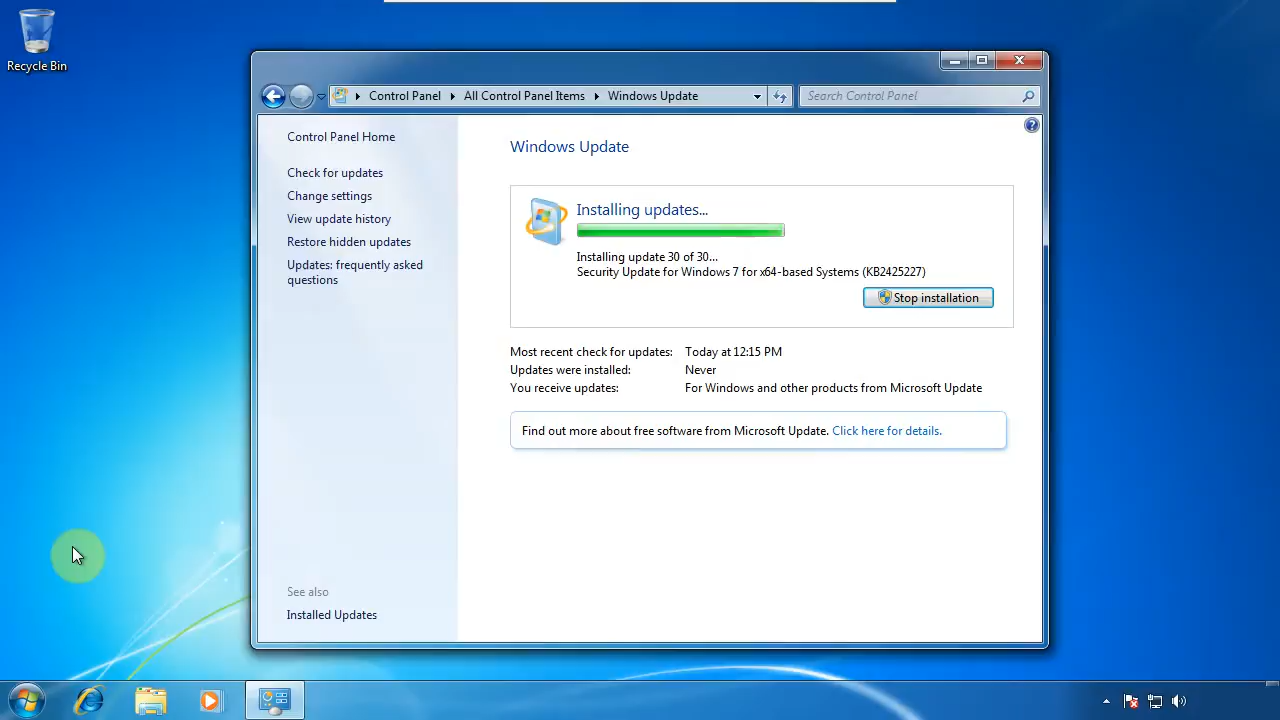 Recycle Bin
Control Panel
All Control Panel Items
Windows Update
Search Control Panel
Control Panel Home
Check for updates
Change settings
View update history
Restore hidden updates
Updates: frequently asked
questions
See also
Installed Updates
Windows Update
Installing updates...
Installing update 30 of 30...
Security Update for Windows 7 for x64-based Systems (KB2425227)
Stop installation
Most recent check for updates: Today at 12:15 PM
Updates were installed: Never
You receive updates: For Windows and other products from Microsoft Update
Find out more about free software from Microsoft Update. Click here for details.